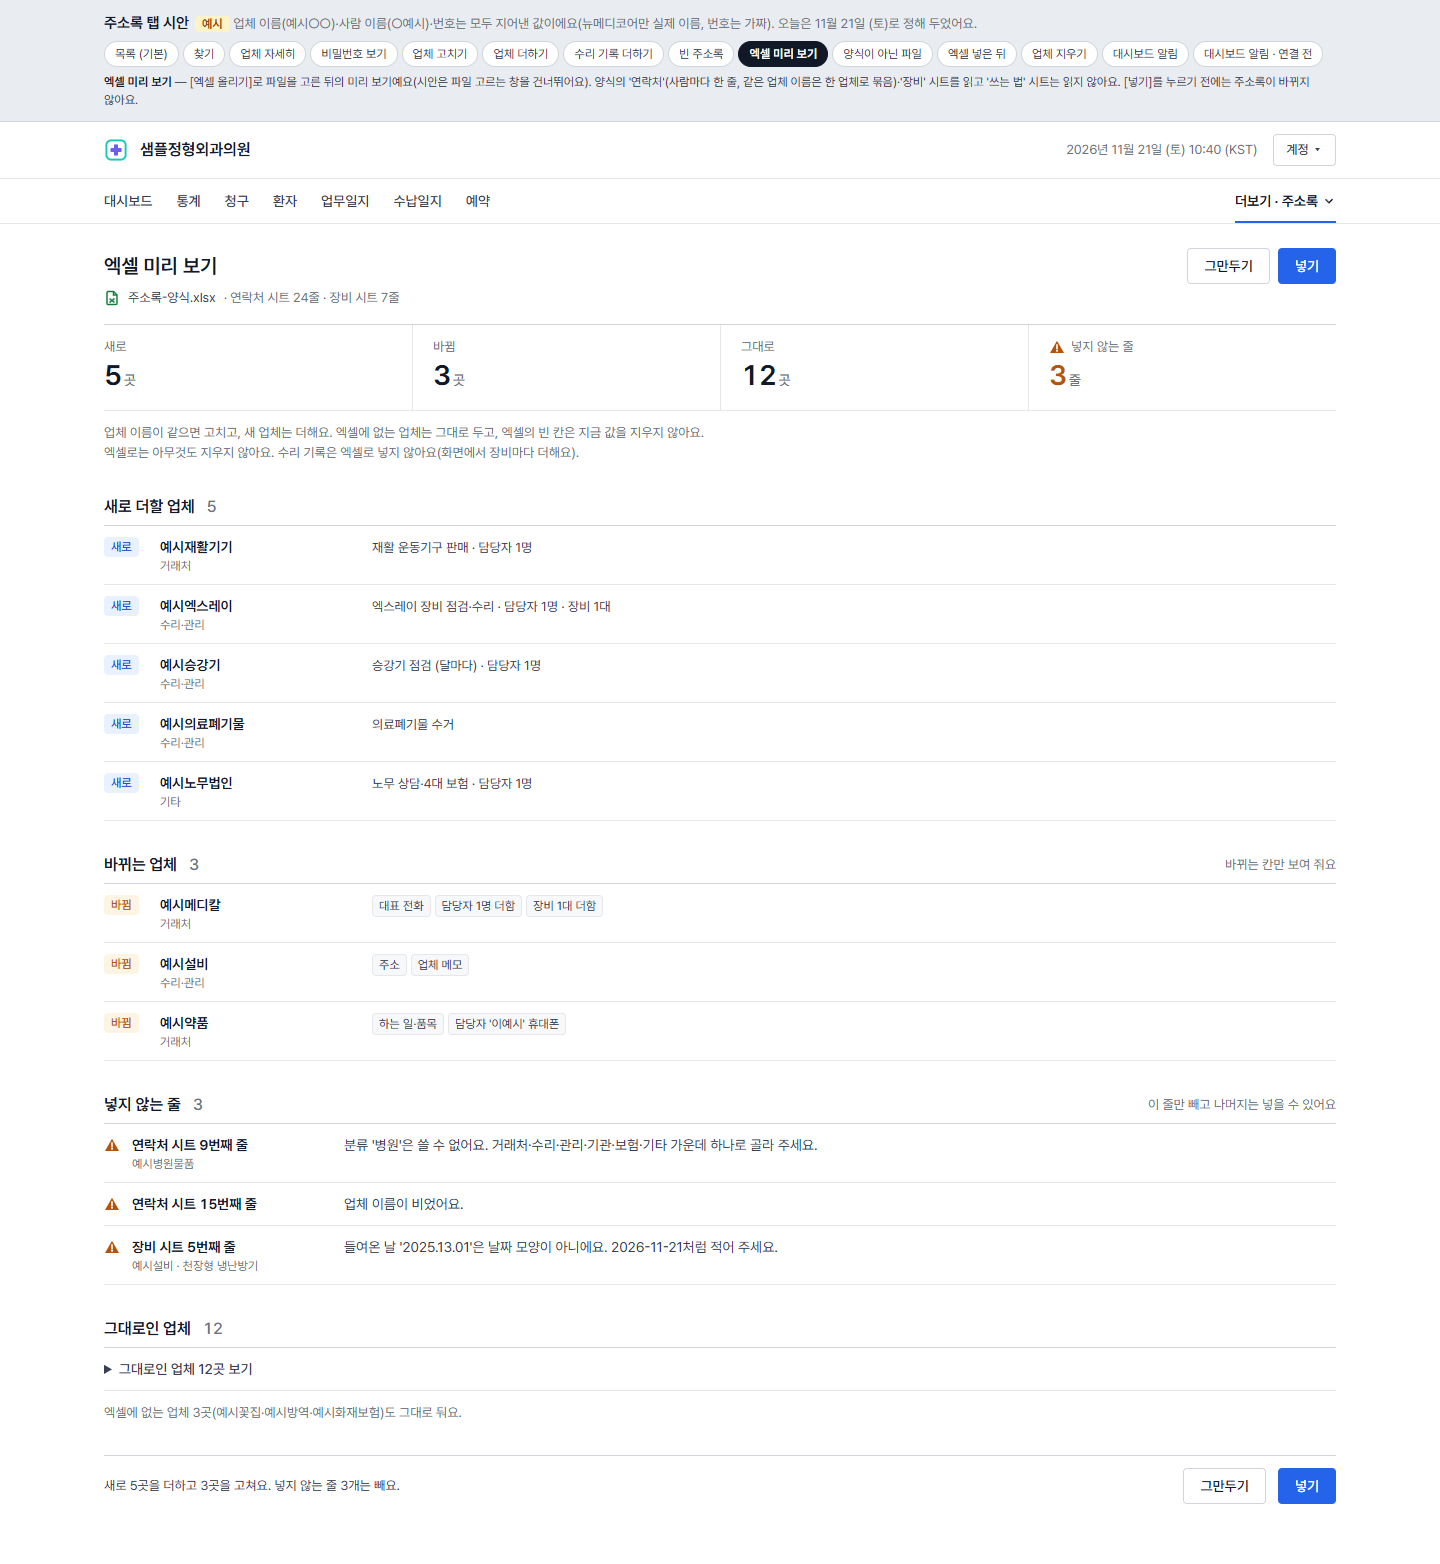 주소록 탭 시안 예시 업체 이름(예시○○)·사람 이름(○예시)·번호는 모두 지어낸 값이에요(뉴메디코어만 실제 이름, 번호는 가짜). 오늘은 11월 21일 (토)로 정해 두었어요.
목록 (기본) 찾기 업체 자세히 비밀번호 보기 업체 고치기 업체 더하기 수리 기록 더하기 빈 주소록 엑셀 미리 보기 양식이 아닌 파일 엑셀 넣은 뒤 업체 지우기 대시보드 알림 대시보드 알림 · 연결 전
엑셀 미리 보기 — [엑셀 올리기]로 파일을 고른 뒤의 미리 보기예요(시안은 파일 고르는 창을 건너뛰어요). 양식의 '연락처'(사람마다 한 줄, 같은 업체 이름은 한 업체로 묶음)·'장비' 시트를 읽고 '쓰는 법' 시트는 읽지 않아요. [넣기]를 누르기 전에는 주소록이 바뀌지
않아요.
샘플정형외과의원 2026년 11월 21일 (토) 10:40 (KST) 계정
대시보드 통계 청구 환자 업무일지 수납일지 예약 더보기 · 주소록
엑셀 미리 보기 그만두기 넣기
주소록-양식.xlsx · 연락처 시트 24줄 · 장비 시트 7줄
새로 바뀜 그대로 넣지 않는 줄
5곳 3곳 12곳 3줄
업체 이름이 같으면 고치고, 새 업체는 더해요. 엑셀에 없는 업체는 그대로 두고, 엑셀의 빈 칸은 지금 값을 지우지 않아요.
엑셀로는 아무것도 지우지 않아요. 수리 기록은 엑셀로 넣지 않아요(화면에서 장비마다 더해요).
새로 더할 업체 5
새로 예시재활기기 재활 운동기구 판매 · 담당자 1명
거래처
새로 예시엑스레이 엑스레이 장비 점검·수리 · 담당자 1명 · 장비 1대
수리·관리
새로 예시승강기 승강기 점검 (달마다) · 담당자 1명
수리·관리
새로 예시의료폐기물 의료폐기물 수거
수리·관리
새로 예시노무법인 노무 상담·4대 보험 · 담당자 1명
기타
바뀌는 업체 3 바뀌는 칸만 보여 줘요
바뀜 예시메디칼 대표 전화 담당자 1명 더함 장비 1대 더함
거래처
바뀜 예시설비 주소 업체 메모
수리·관리
바뀜 예시약품 하는 일·품목 담당자 '이예시' 휴대폰
거래처
넣지 않는 줄 3 이 줄만 빼고 나머지는 넣을 수 있어요
연락처 시트 9번째 줄 분류 '병원'은 쓸 수 없어요. 거래처·수리·관리·기관·보험·기타 가운데 하나로 골라 주세요.
예시병원물품
연락처 시트 15번째 줄 업체 이름이 비었어요.
장비 시트 5번째 줄 들여온 날 '2025.13.01'은 날짜 모양이 아니에요. 2026-11-21처럼 적어 주세요.
예시설비 · 천장형 냉난방기
그대로인 업체 12
그대로인 업체 12곳 보기
엑셀에 없는 업체 3곳(예시꽃집·예시방역·예시화재보험)도 그대로 둬요.
새로 5곳을 더하고 3곳을 고쳐요. 넣지 않는 줄 3개는 빼요. 그만두기 넣기